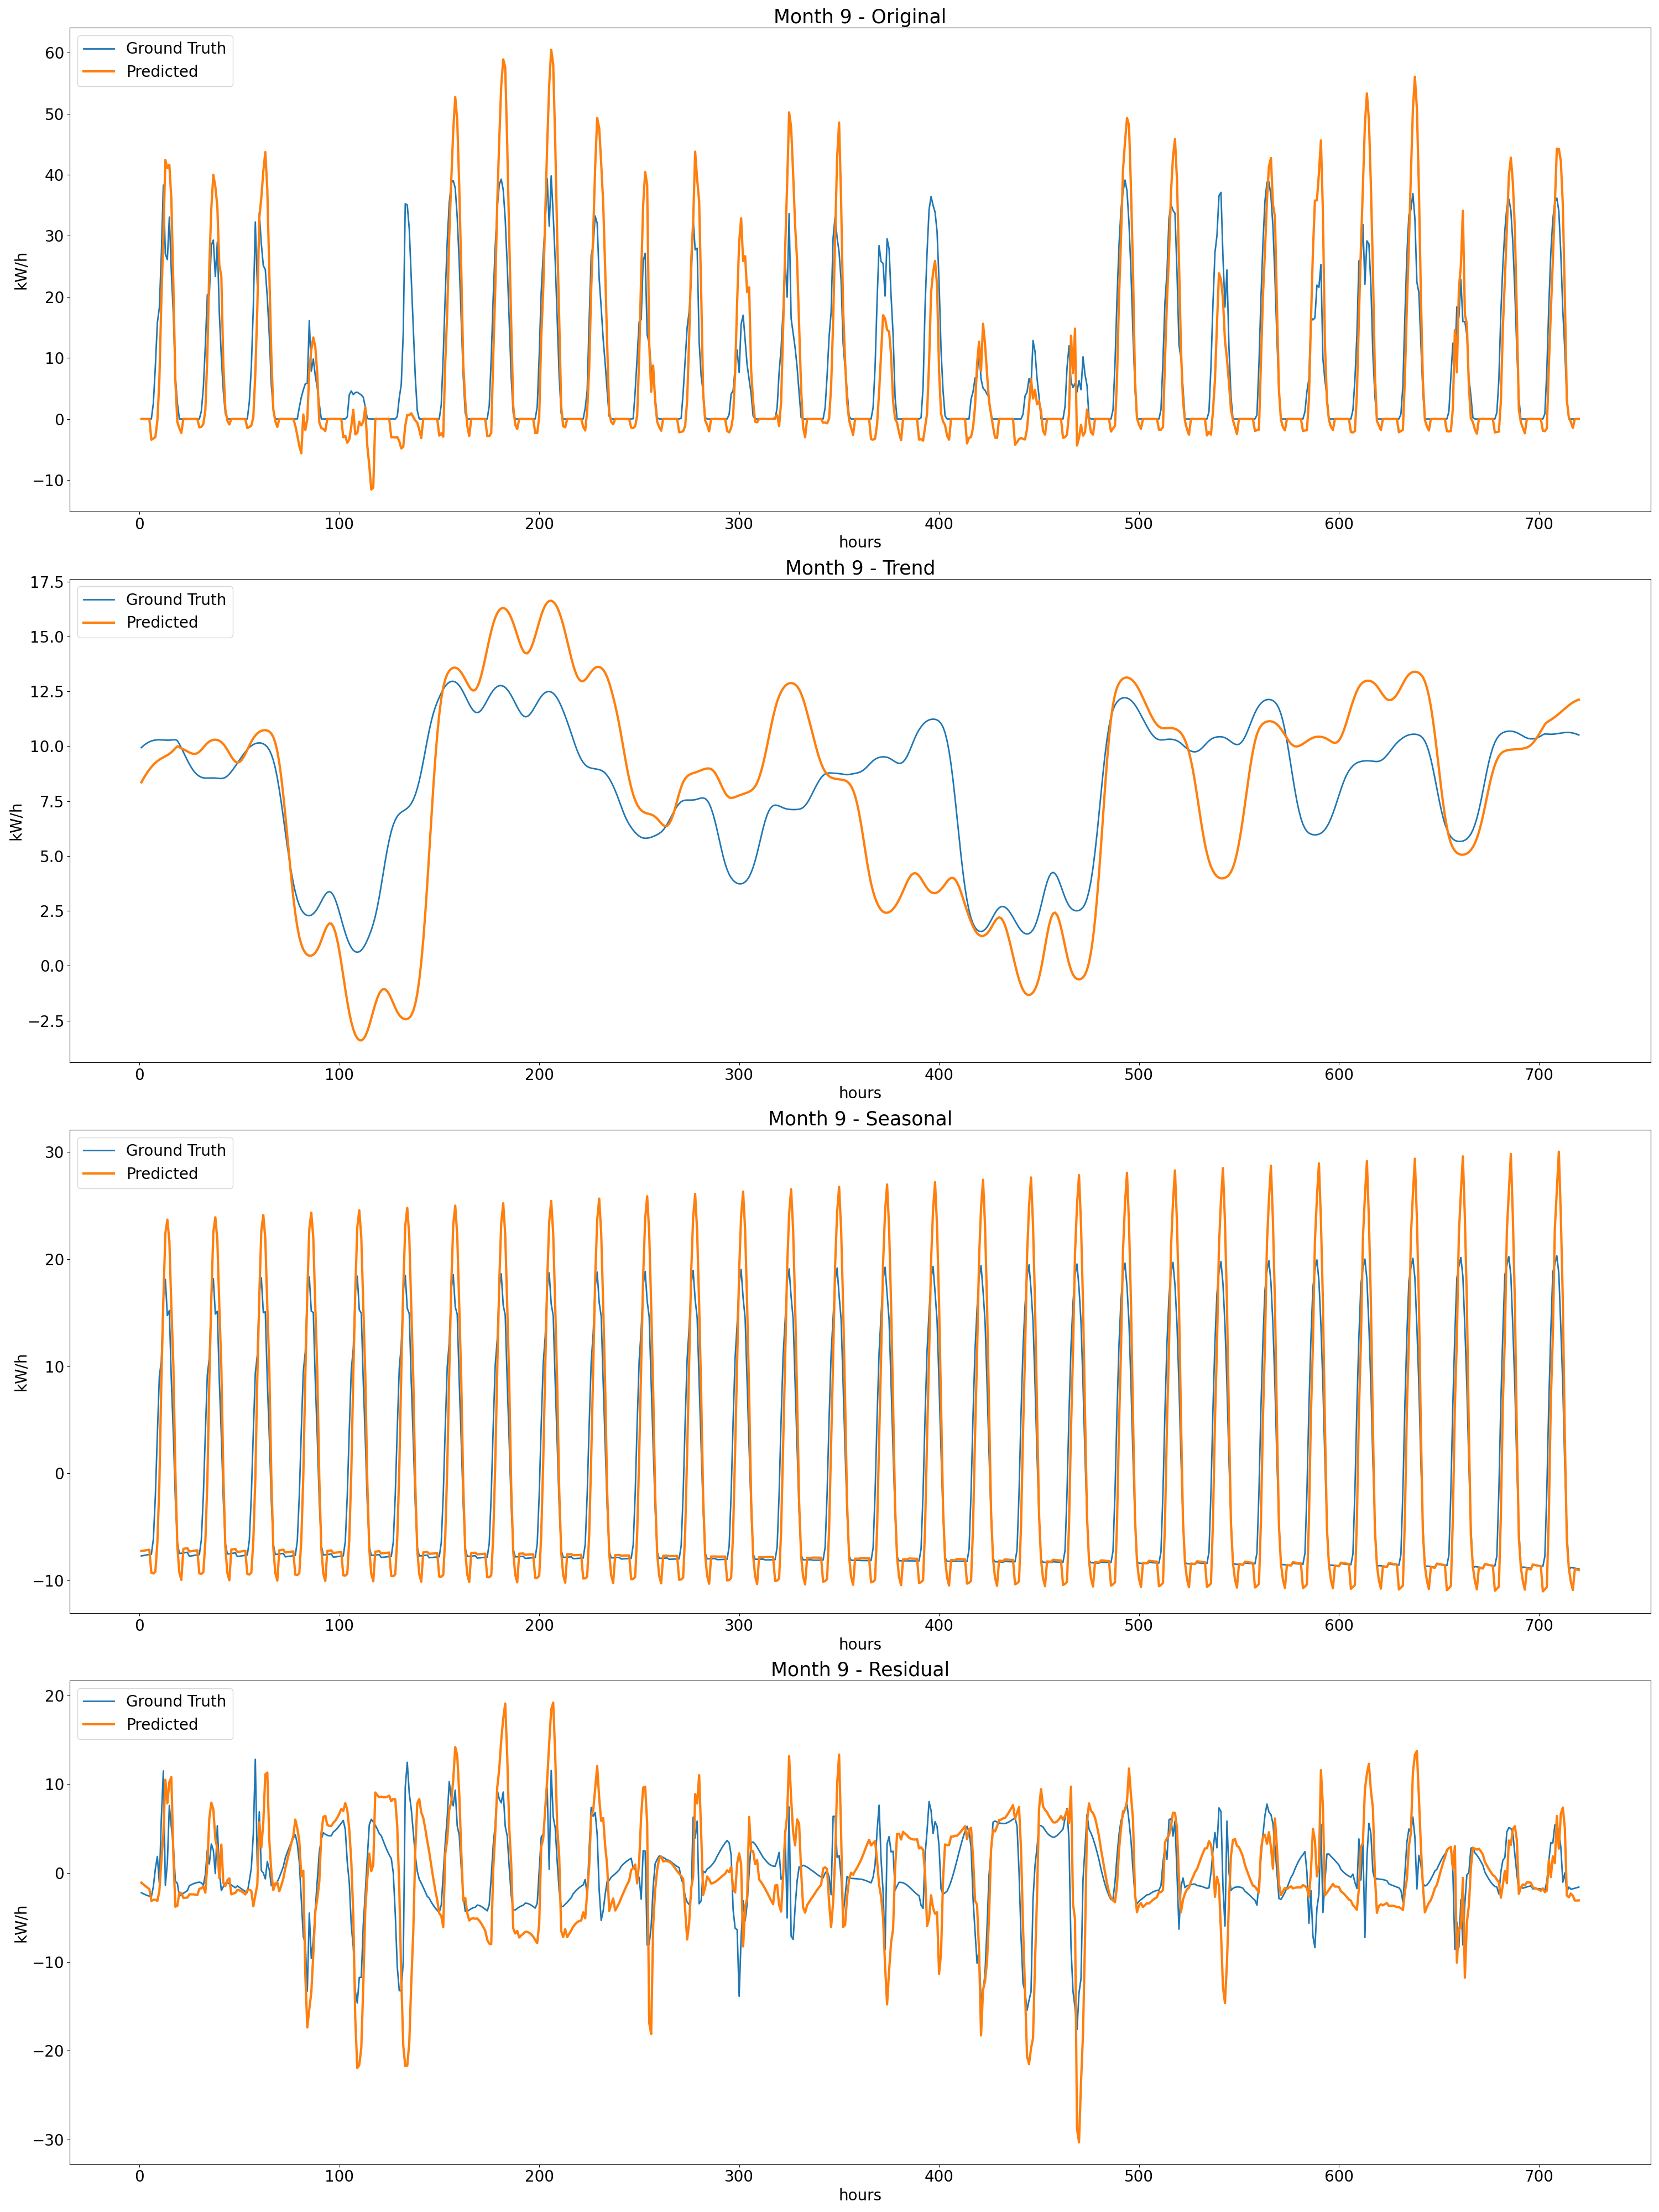 Month 9 - Original
Ground Truth
Predicted
60
50
40
30
20
10
0
−10
kW/h
0 100 200 300 400 500 600 700
hours
Month 9 - Trend
Ground Truth
Predicted
17.5
15.0
12.5
10.0
7.5
5.0
2.5
0.0
−2.5
kW/h
0 100 200 300 400 500 600 700
hours
Month 9 - Seasonal
Ground Truth
Predicted
30
20
10
0
−10
kW/h
0 100 200 300 400 500 600 700
hours
Month 9 - Residual
Ground Truth
Predicted
20
10
0
−10
−20
−30
kW/h
0 100 200 300 400 500 600 700
hours